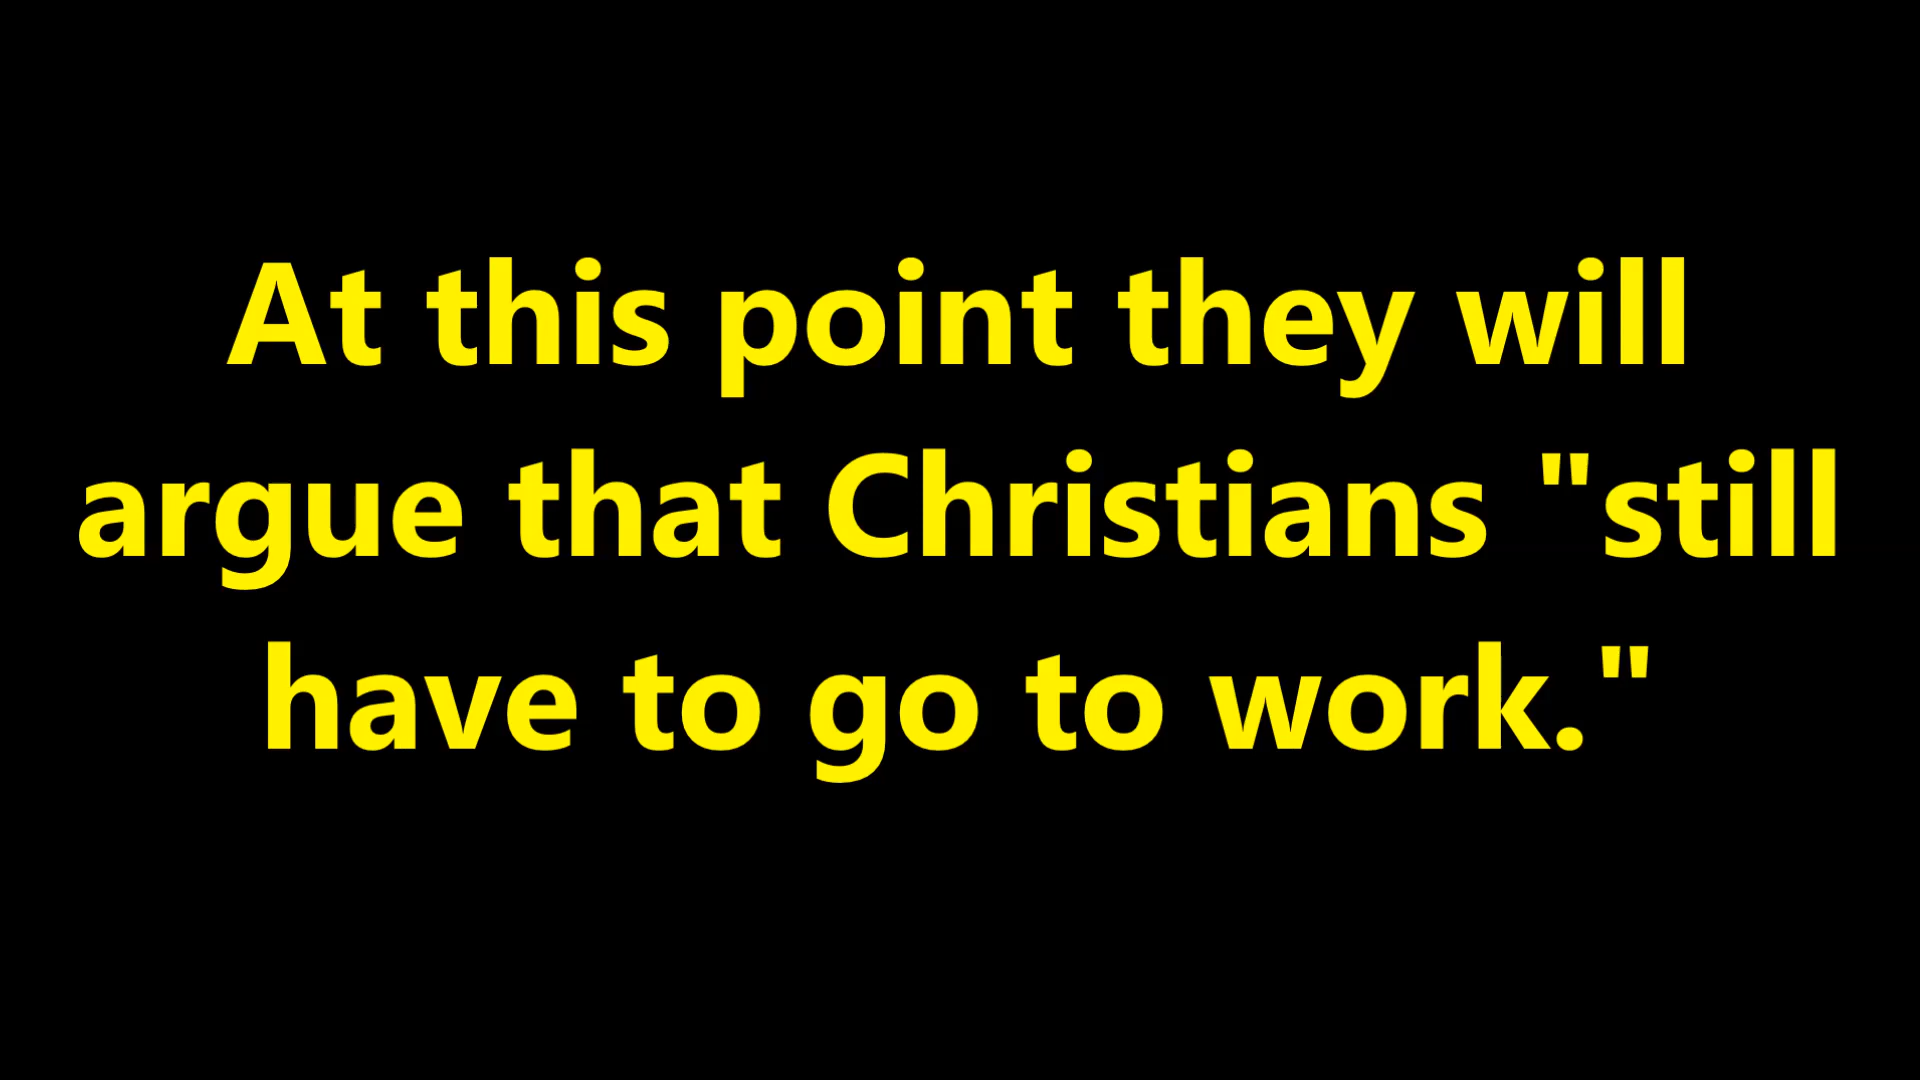 At this point they will
argue that Christians "still
have to go to work."